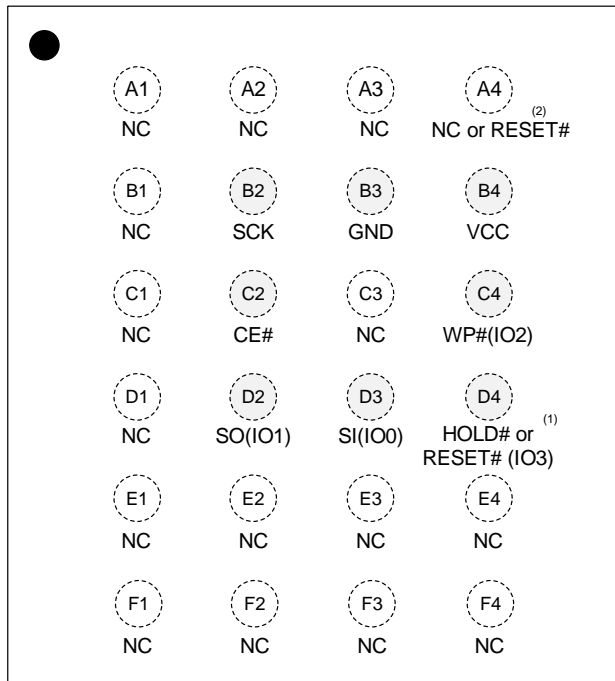 A1 A2 A3 A4
(2)
NC NC NC NC or RESET#
B1 B2 B3 B4
NC SCK GND VCC
C1 C2 C3 C4
NC CE# NC WP#(IO2)
D1 D2 D3 D4
(1)
NC SO(IO1) SI(IO0) HOLD# or
RESET# (IO3)
E1 E2 E3 E4
NC NC NC NC
F1 F2 F3 F4
NC NC NC NC